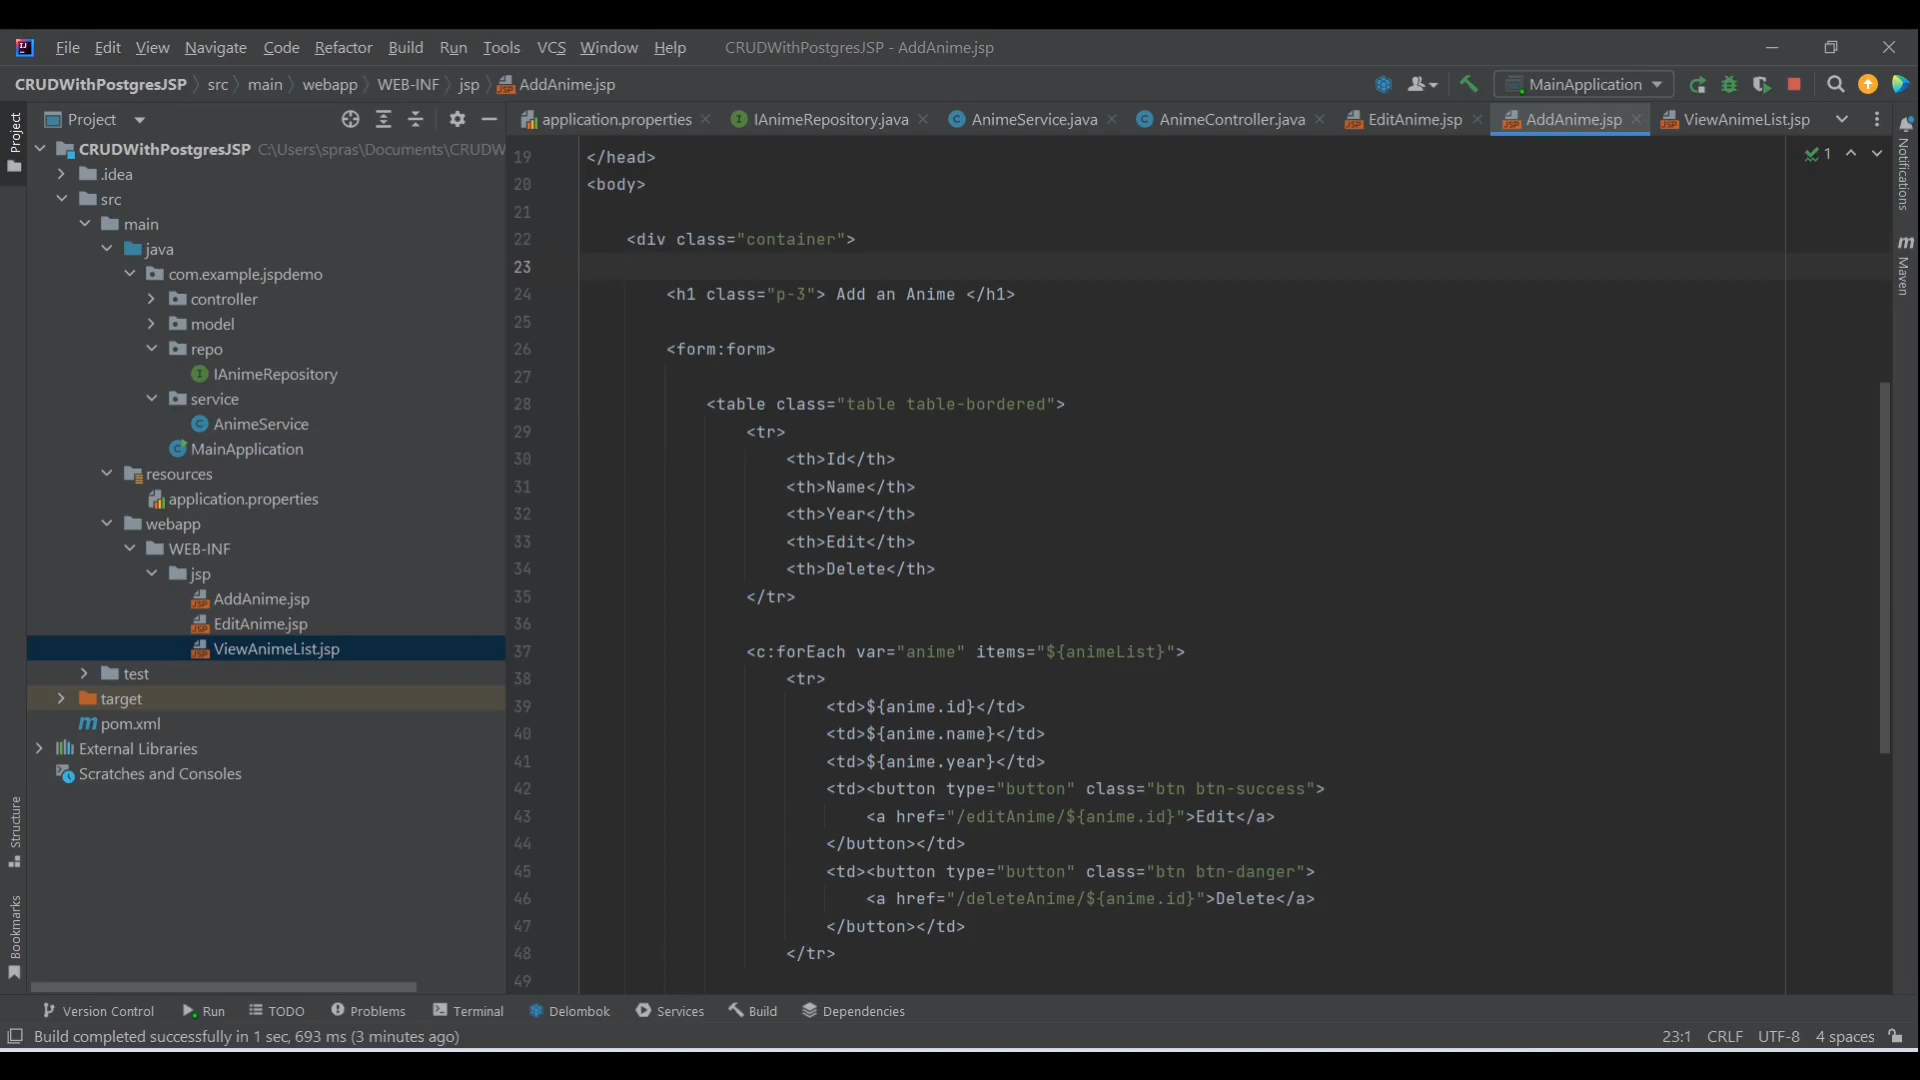 File Edit View Navigate Code Refactor Build Run Tools VCS Window Help CRUDWithPostgresJSP - AddAnime.jsp
CRUDWithPostgresJSP src main webapp WEB-INF jsp AddAnime.jsp MainApplication
Project
Project
application.properties IAnimeRepository.java AnimeService.java AnimeController.java EditAnime.jsp AddAnime.jsp ViewAnimeList.jsp
CRUDWithPostgresJSP C:\Users\spras\Documents\CRUDW
.idea
src
main
java
com.example.jspdemo
controller
model
repo
IAnimeRepository
service
AnimeService
MainApplication
resources
application.properties
webapp
WEB-INF
jsp
AddAnime.jsp
EditAnime.jsp
ViewAnimeList.jsp
test
target
pom.xml
External Libraries
Scratches and Consoles
Structure
Bookmarks
19 </head>
20 <body>
21
22 <div class="container">
23
24 <h1 class="p-3"> Add an Anime </h1>
25
26 <form:form>
27
28 <table class="table table-bordered">
29 <tr>
30 <th>Id</th>
31 <th>Name</th>
32 <th>Year</th>
33 <th>Edit</th>
34 <th>Delete</th>
35 </tr>
36
37 <c:forEach var="anime" items="${animeList}">
38 <tr>
39 <td>${anime.id}</td>
40 <td>${anime.name}</td>
41 <td>${anime.year}</td>
42 <td><button type="button" class="btn btn-success">
43 <a href="/editAnime/${anime.id}">Edit</a>
44 </button></td>
45 <td><button type="button" class="btn btn-danger">
46 <a href="/deleteAnime/${anime.id}">Delete</a>
47 </button></td>
48 </tr>
49
1
Notifications
Maven
Version Control Run TODO Problems Terminal Delombok Services Build Dependencies
Build completed successfully in 1 sec, 693 ms (3 minutes ago) 23:1 CRLF UTF-8 4 spaces